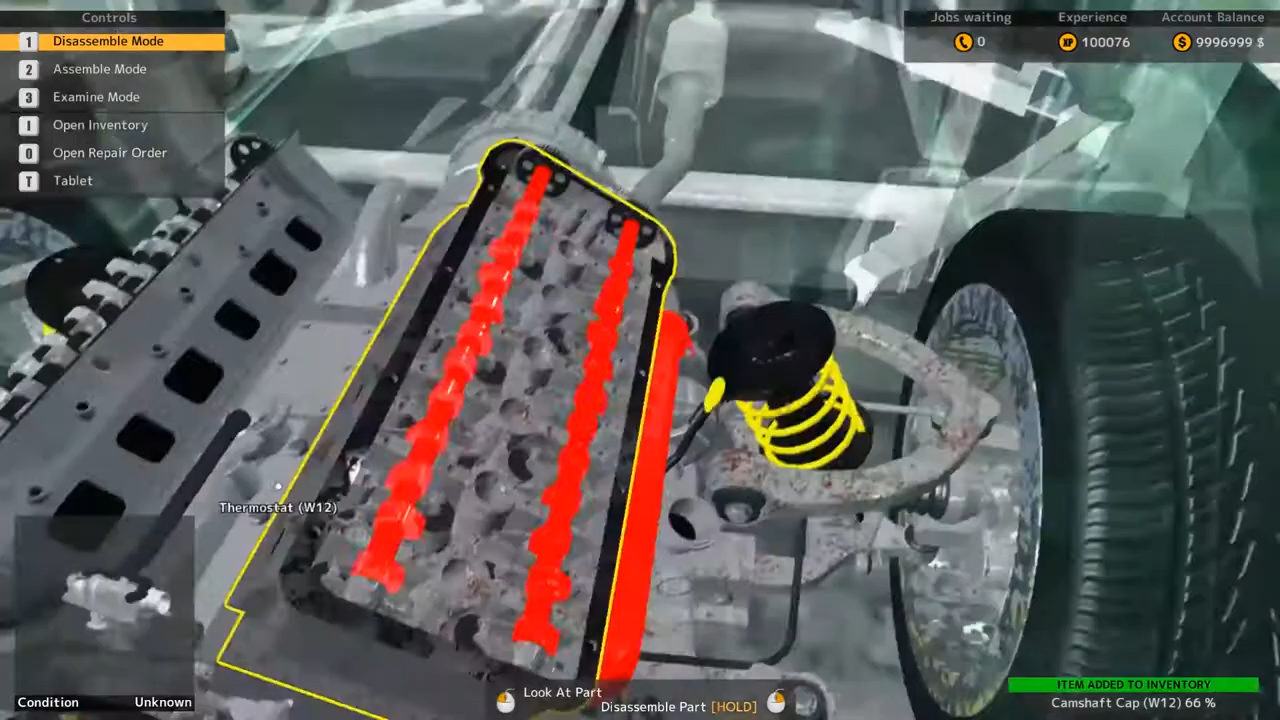 Controls
1 Disassemble Mode
2 Assemble Mode
3 Examine Mode
I Open Inventory
O Open Repair Order
T Tablet
Jobs waiting Experience Account Balance
0 XP 100076 $ 9996999 $
Thermostat (W12)
Condition Unknown
Look At Part
Disassemble Part [HOLD]
ITEM ADDED TO INVENTORY
Camshaft Cap (W12) 66 %